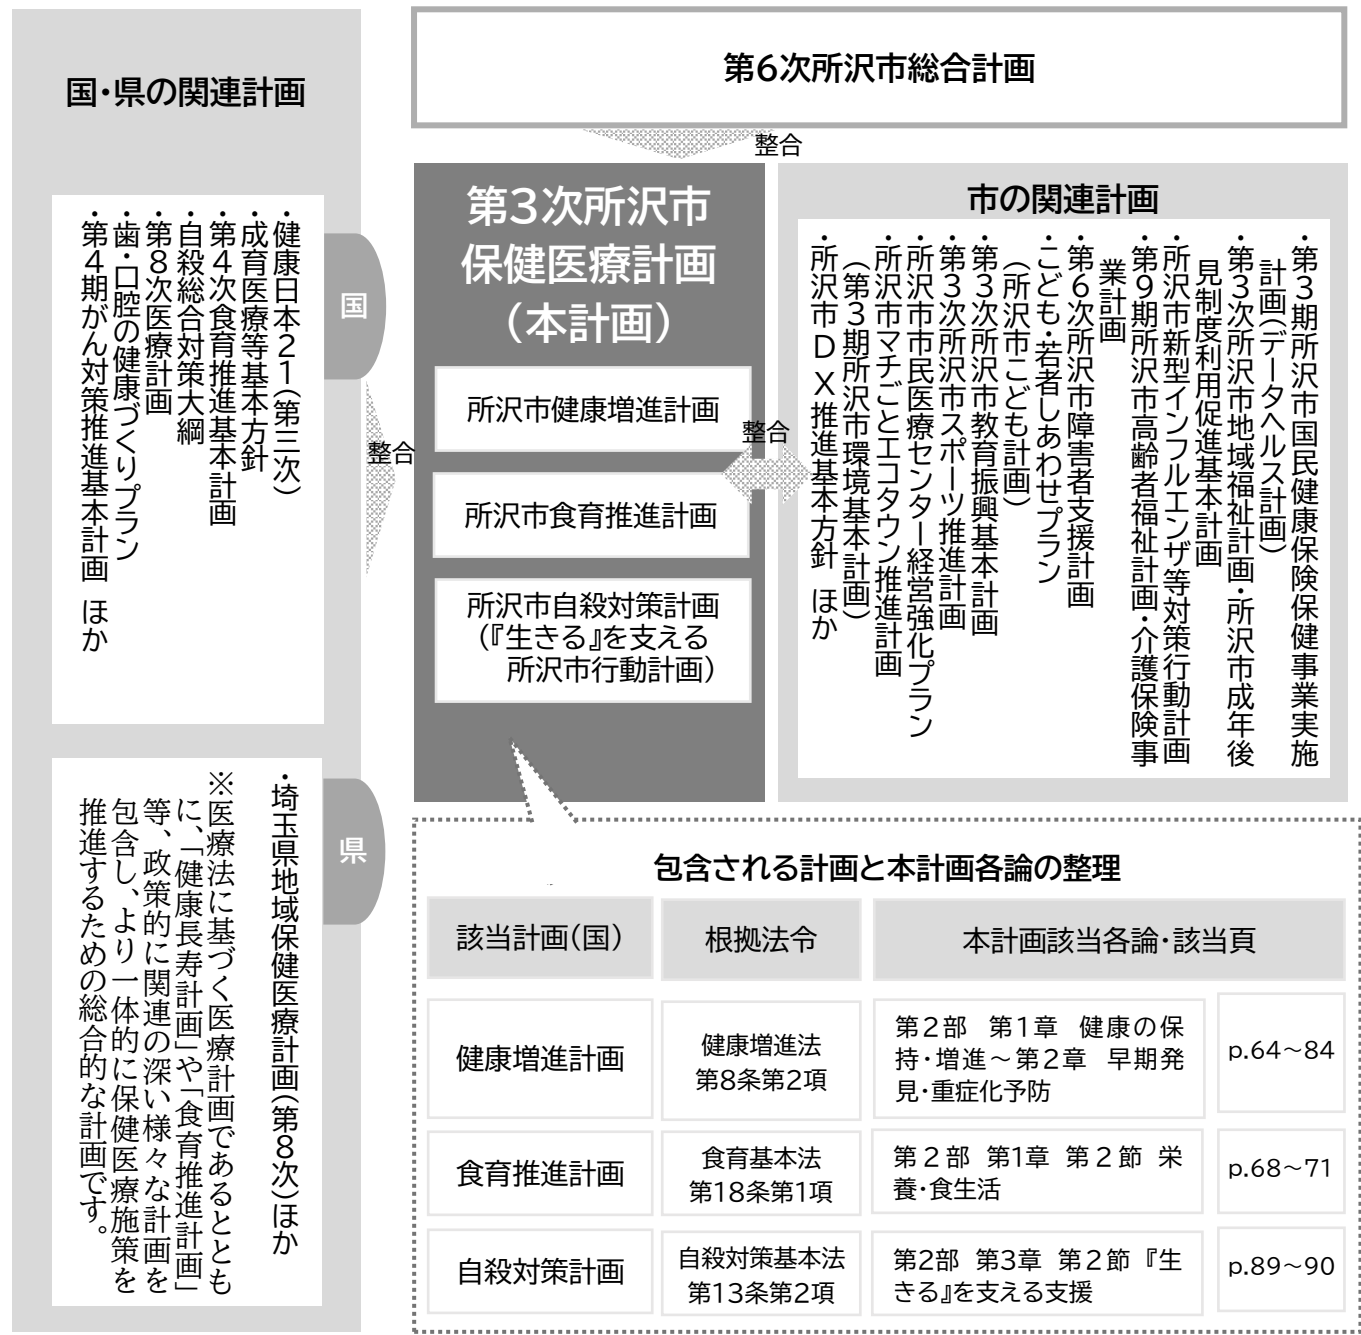 国・県の関連計画
国
・健康日本２１（第三次）
・成育医療等基本方針
・第４次食育推進基本計画
・自殺総合対策大綱
・第８次医療計画
・歯・口腔の健康づくりプラン
・第４期がん対策推進基本計画 ほか
県
・埼玉県地域保健医療計画（第８次）ほか
※医療法に基づく医療計画であるととも
に、「健康長寿計画」や「食育推進計画」
等、政策的に関連の深い様々な計画を
包含し、より一体的に保健医療施策を
推進するための総合的な計画です。
整合
第6次所沢市総合計画
整合
第3次所沢市
保健医療計画
（本計画）
所沢市健康増進計画
所沢市食育推進計画
所沢市自殺対策計画
（『生きる』を支える
所沢市行動計画）
整合
市の関連計画
・第３期所沢市国民健康保険保健事業実施
計画（データヘルス計画）
・第３次所沢市地域福祉計画・所沢市成年後
見制度利用促進基本計画
・所沢市新型インフルエンザ等対策行動計画
・第９期所沢市高齢者福祉計画・介護保険事
業計画
・第６次所沢市障害者支援計画
・こども・若者しあわせプラン
（所沢市こども計画）
・第３次所沢市教育振興基本計画
・第３次所沢市スポーツ推進計画
・所沢市市民医療センター経営強化プラン
・所沢市マチごとエコタウン推進計画
（第３期所沢市環境基本計画）
・所沢市ＤＸ推進基本方針 ほか
包含される計画と本計画各論の整理
該当計画（国）
根拠法令
本計画該当各論・該当頁
健康増進計画
健康増進法
第8条第2項
第2部 第1章 健康の保
持・増進～第2章 早期発
見・重症化予防
p.64～84
食育推進計画
食育基本法
第18条第1項
第２部 第1章 第２節 栄
養・食生活
p.68～71
自殺対策計画
自殺対策基本法
第13条第2項
第2部 第3章 第２節『生
きる』を支える支援
p.89～90